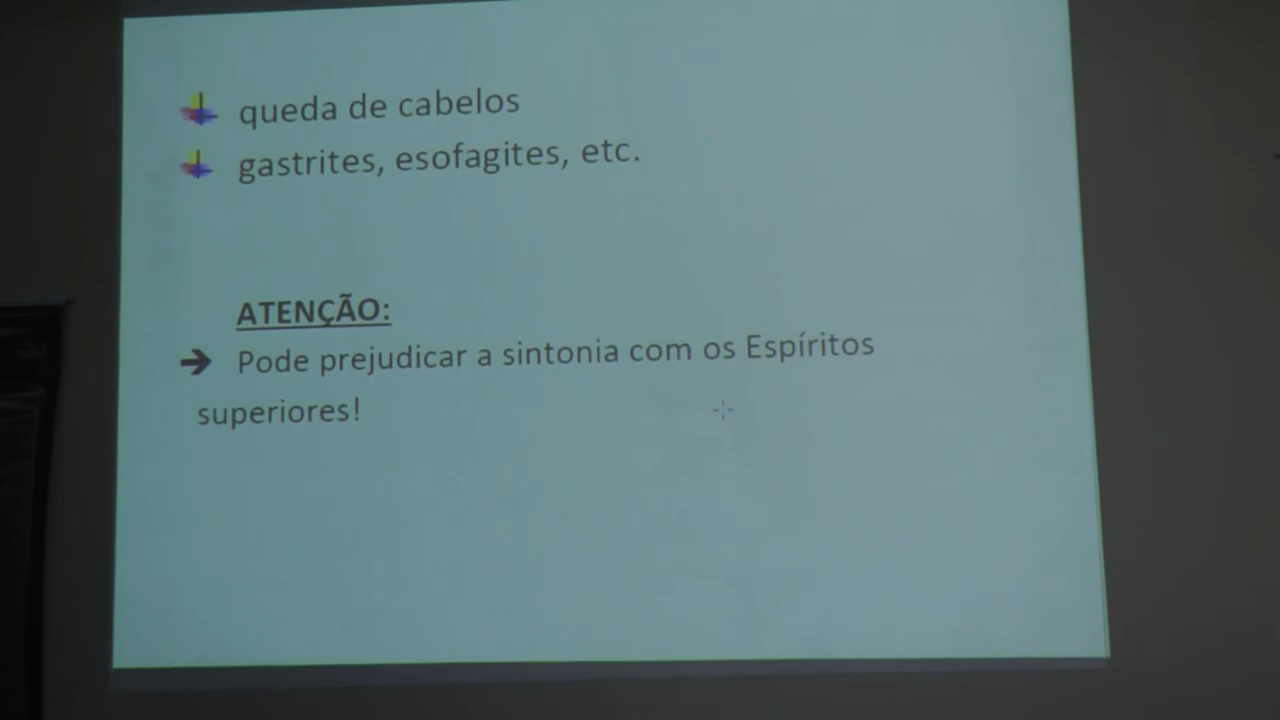 queda de cabelos
gastrites, esofagites, etc.
ATENÇÃO:
➔ Pode prejudicar a sintonia com os Espíritos
superiores!